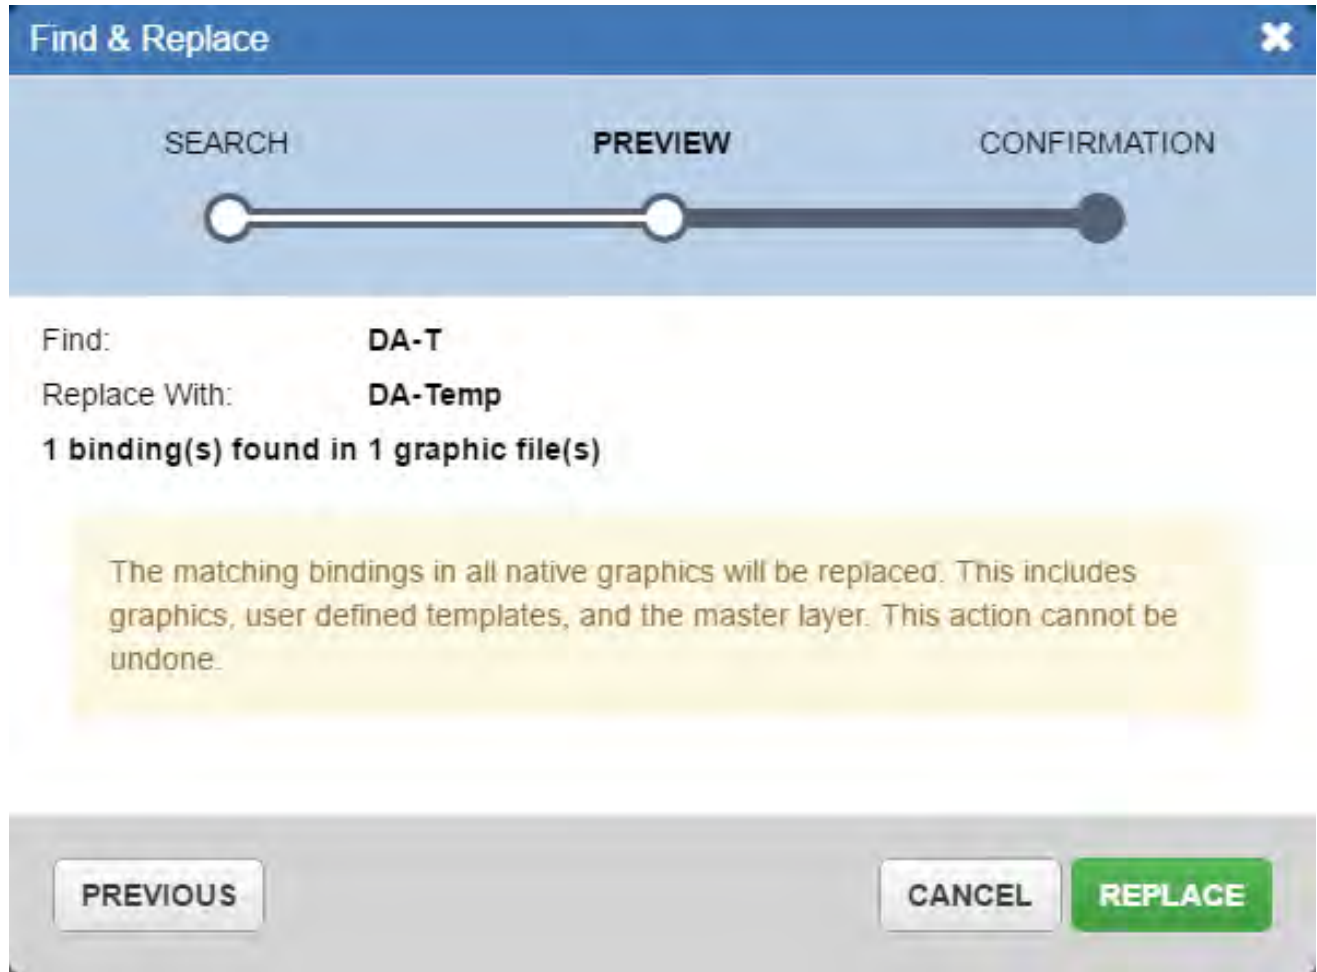 Find & Replace
SEARCH PREVIEW CONFIRMATION
Find: DA-T
Replace With: DA-Temp
1 binding(s) found in 1 graphic file(s)
The matching bindings in all native graphics will be replaced. This includes
graphics, user defined templates, and the master layer. This action cannot be
undone.
PREVIOUS CANCEL REPLACE